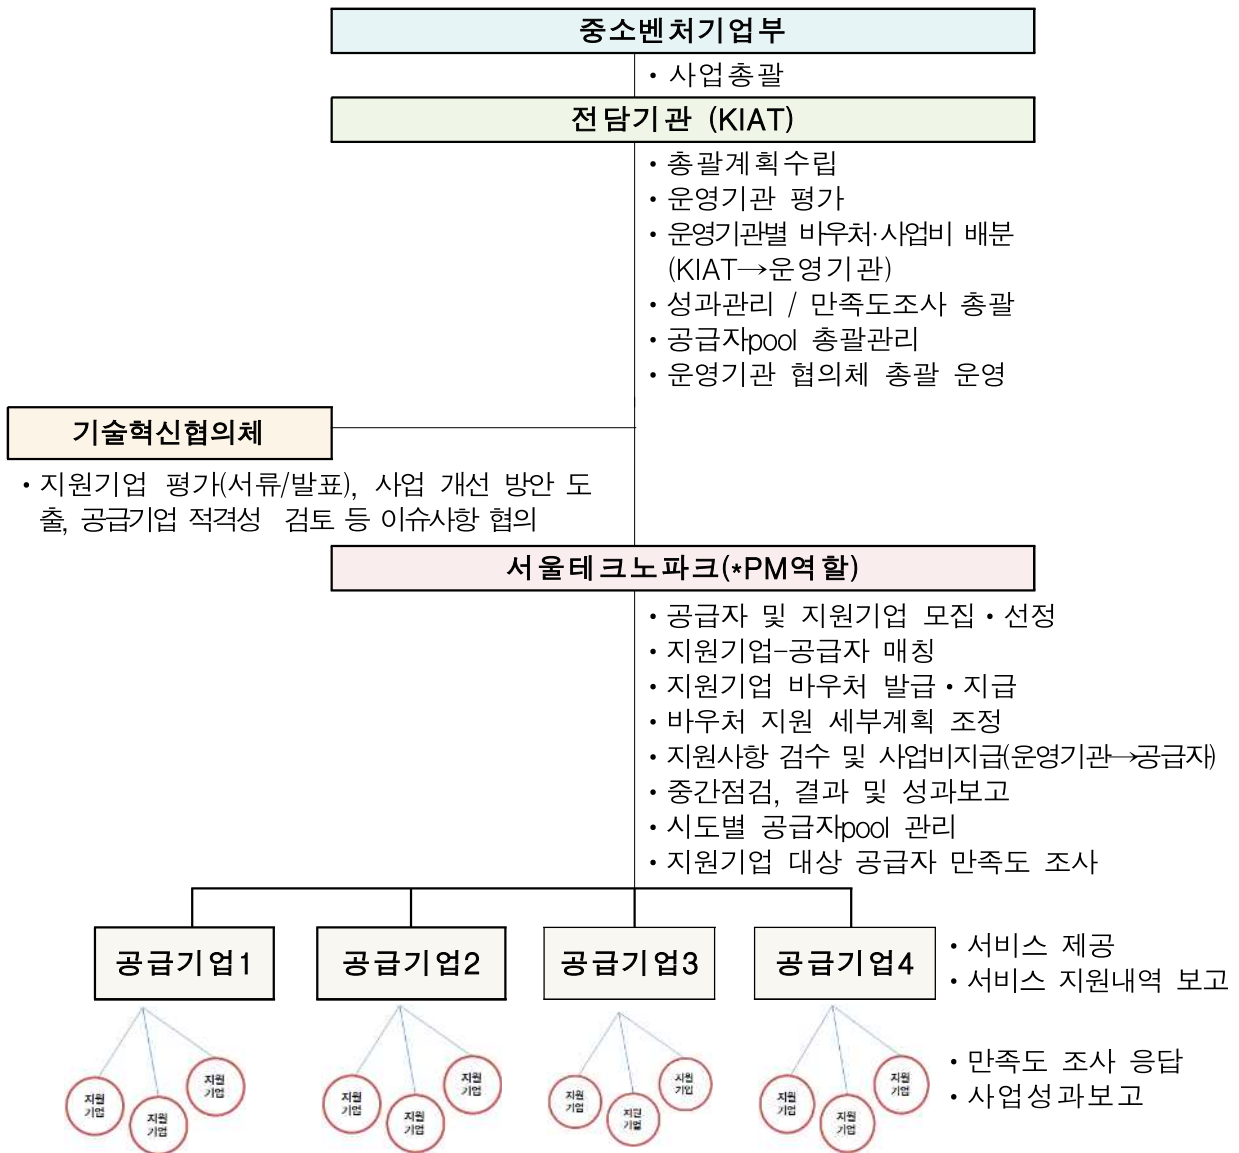 중소벤처기업부
• 사업총괄
전담기관 (KIAT)
• 총괄계획수립
• 운영기관 평가
• 운영기관별 바우처·사업비 배분
(KIAT→운영기관)
• 성과관리 / 만족도조사 총괄
• 공급자pool 총괄관리
• 운영기관 협의체 총괄 운영
기술혁신협의체
• 지원기업 평가(서류/발표), 사업 개선 방안 도
출, 공급기업 적격성 검토 등 이슈사항 협의
서울테크노파크(*PM역할)
• 공급자 및 지원기업 모집・선정
• 지원기업-공급자 매칭
• 지원기업 바우처 발급・지급
• 바우처 지원 세부계획 조정
• 지원사항 검수 및 사업비지급(운영기관→공급자)
• 중간점검, 결과 및 성과보고
• 시도별 공급자pool 관리
• 지원기업 대상 공급자 만족도 조사
공급기업1
공급기업2
공급기업3
공급기업4
• 서비스 제공
• 서비스 지원내역 보고
지원
기업
지원
기업
지원
기업
지원
기업
지원
기업
지원
기업
지원
기업
지원
기업
지원
기업
지원
기업
지원
기업
지원
기업
• 만족도 조사 응답
• 사업성과보고